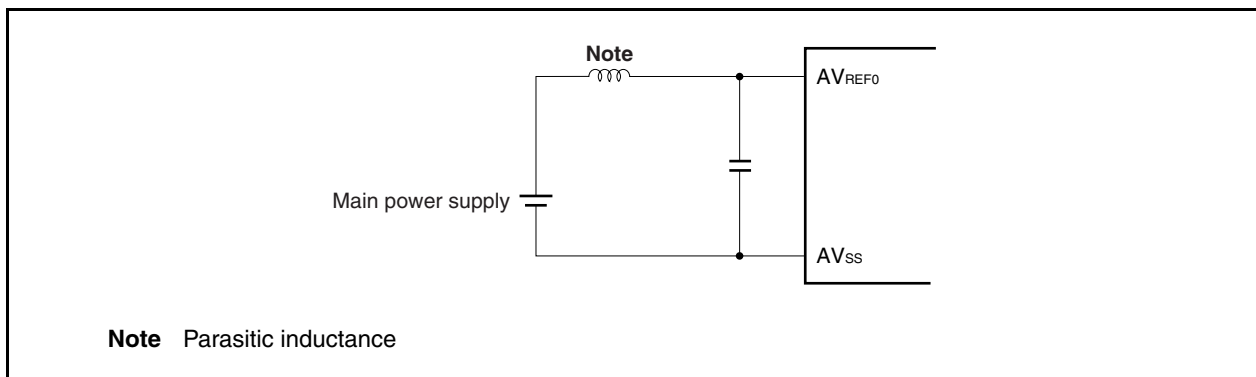 Note
AVREF0
Main power supply
AVSS
Note Parasitic inductance